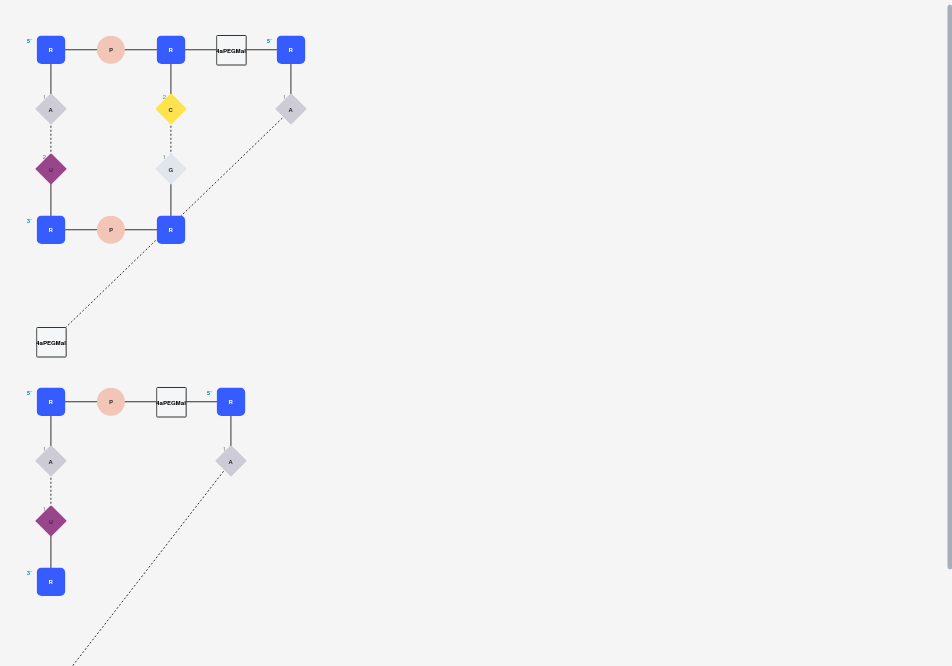 5' R P R 4aPEGMal 5' R
1 A 2 C 1 A
2 U 1 G
3' R P R
4aPEGMal
5' R P 4aPEGMal 5' R
1 A 1 A
1 U
3' R